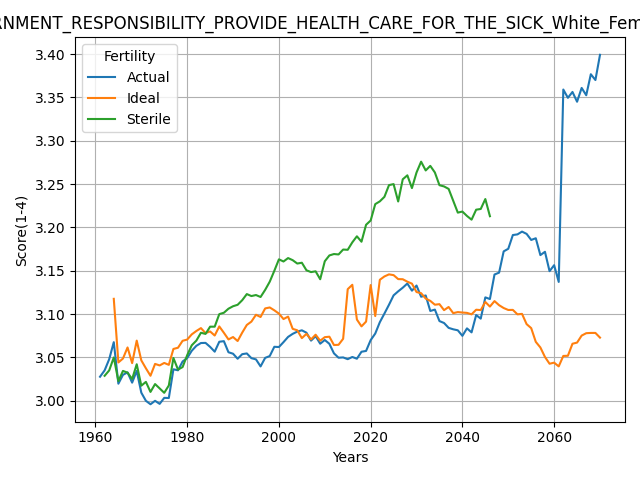 RNMENT_RESPONSIBILITY_PROVIDE_HEALTH_CARE_FOR_THE_SICK_White_Fem
Fertility
Actual
Ideal
Sterile
Score(1-4)
3.40
3.35
3.30
3.25
3.20
3.15
3.10
3.05
3.00
1960 1980 2000 2020 2040 2060
Years